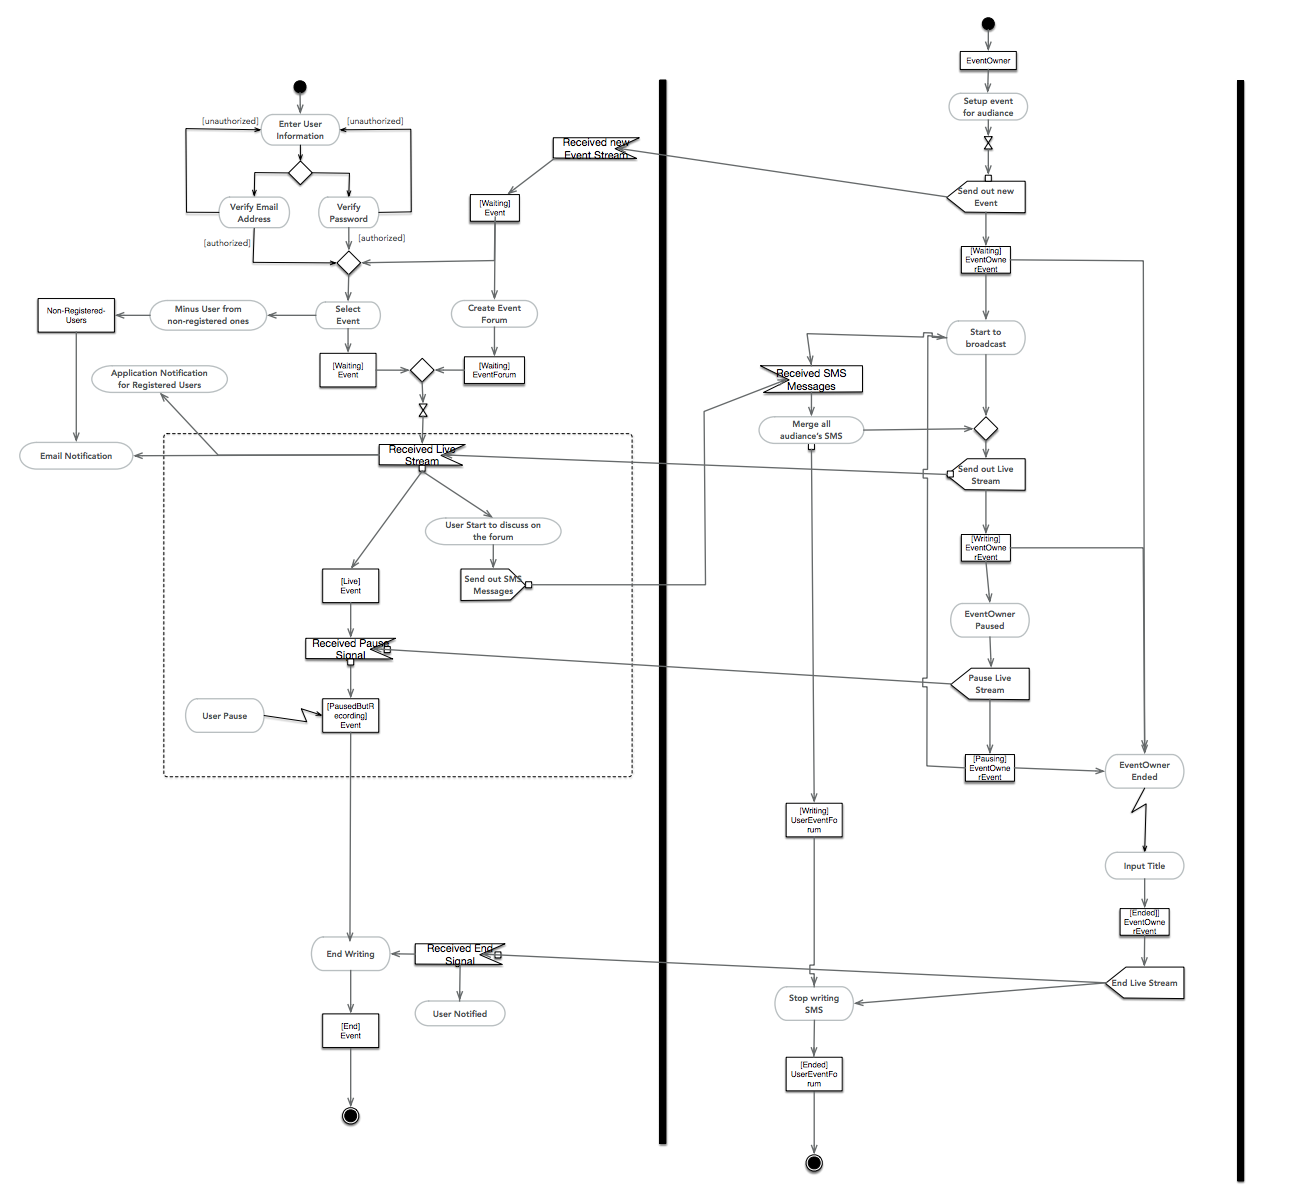 EventOwner
Setup event
for audiance
[unauthorized]
Enter User
Information
[unauthorized]
Received new
Event Stream
Verify Email
Address
Verify
Password
[Waiting]
Event
Send out new
Event
[authorized]
[authorized]
[Waiting]
EventOwne
rEvent
Non-Registered-
Users
Minus User from
non-registered ones
Select
Event
Create Event
Forum
Start to
broadcast
Application Notification
for Registered Users
[Waiting]
Event
[Waiting]
EventForum
Received SMS
Messages
Merge all
audiance's SMS
Email Notification
Received Live
Stream
Send out Live
Stream
User Start to discuss on
the forum
[Writing]
EventOwne
rEvent
[Live]
Event
Send out SMS
Messages
EventOwner
Paused
Received Pause
Signal
Pause Live
Stream
User Pause
[PausedButR
ecording]
Event
[Pausing]
EventOwne
rEvent
EventOwner
Ended
[Writing]
UserEventFo
rum
Input Title
[Ended]]
EventOwne
rEvent
End Writing
Received End
Signal
End Live Stream
User Notified
Stop writing
SMS
[End]
Event
[Ended]
UserEventFo
rum